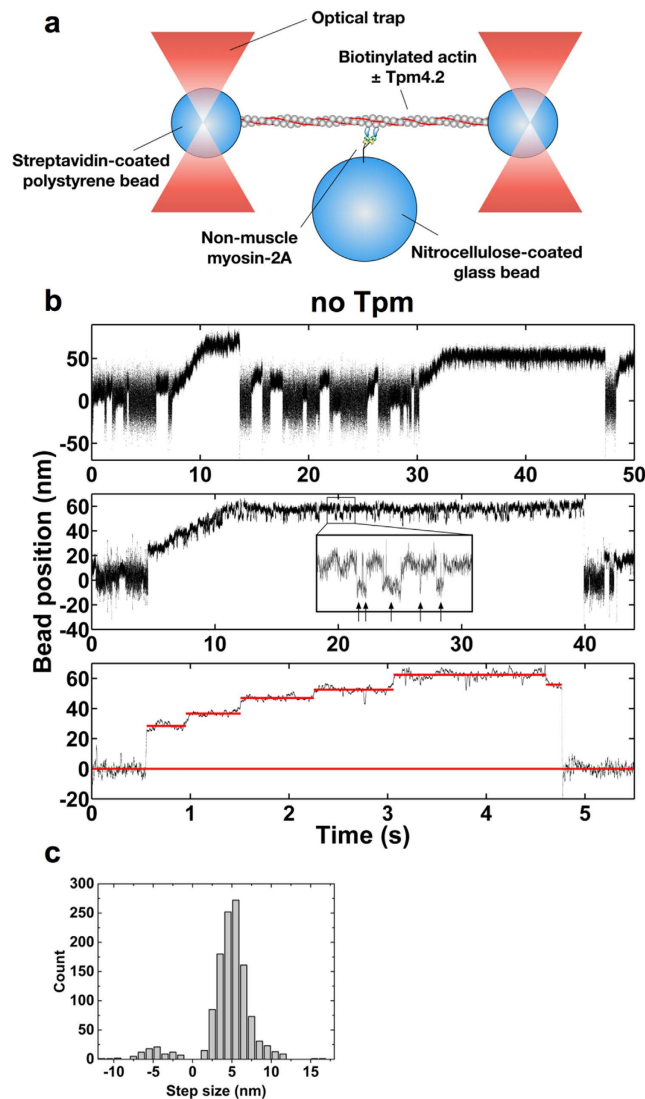 a
Optical trap
Biotinylated actin
± Tpm4.2
Streptavidin-coated
polystyrene bead
Non-muscle
myosin-2A
Nitrocellulose-coated
glass bead
b
no Tpm
Bead position (nm)
50
0
-50
0 10 20 30 40 50
60
40
20
0
-20
-40
0 10 20 30 40
60
40
20
0
-20
0 1 2 3 4 5
Time (s)
c
Count
300
250
200
150
100
50
0
-10 -5 0 5 10 15
Step size (nm)